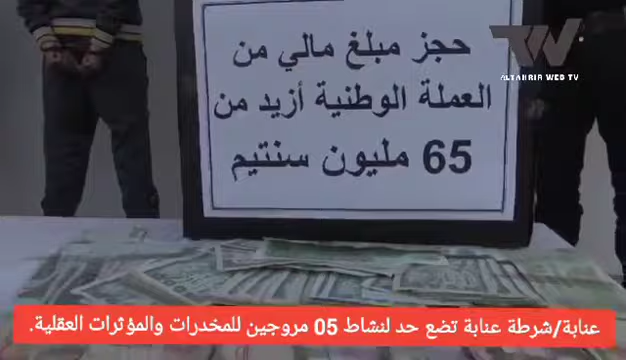 حجز مبلغ مالي من
العملة الوطنية أزيد من
65 مليون سنتيم
ALTAHRIR WEB TV
عنابة/شرطة عنابة تضع حد لنشاط 05 مروجين للمخدرات والمؤثرات العقلية.